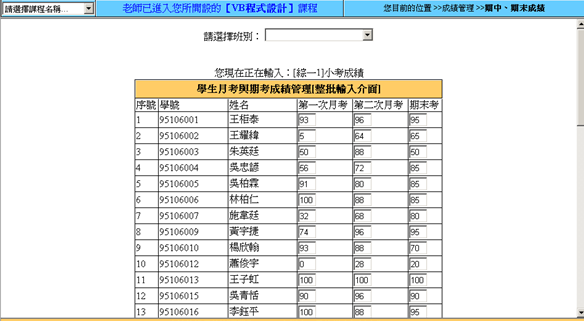 請選擇課程名稱...
老師已進入您所開設的【VB程式設計】課程
您目前的位置 >>成績管理 >>期中、期末成績
請選擇班別：
您現在正在輸入：[綜一1]小考成績
學生月考與期考成績管理[整批輸入介面]
序號 學號 姓名 第一次月考 第二次月考 期末考
1 95106001 王柏泰 93 96 95
2 95106002 王耀緯 5 64 65
3 95106003 朱英廷 50 88 50
4 95106004 吳忠諺 56 72 85
5 95106005 吳柏霖 91 80 85
6 95106006 林柏仁 100 88 85
7 95106007 施韋廷 32 68 80
8 95106009 黃宇捷 74 96 95
9 95106010 楊欣翰 93 88 70
10 95106012 蕭俊宇 0 28 20
11 95106013 王子虹 100 100 100
12 95106015 吳青恬 90 96 90
13 95106016 李鈺平 100 88 95